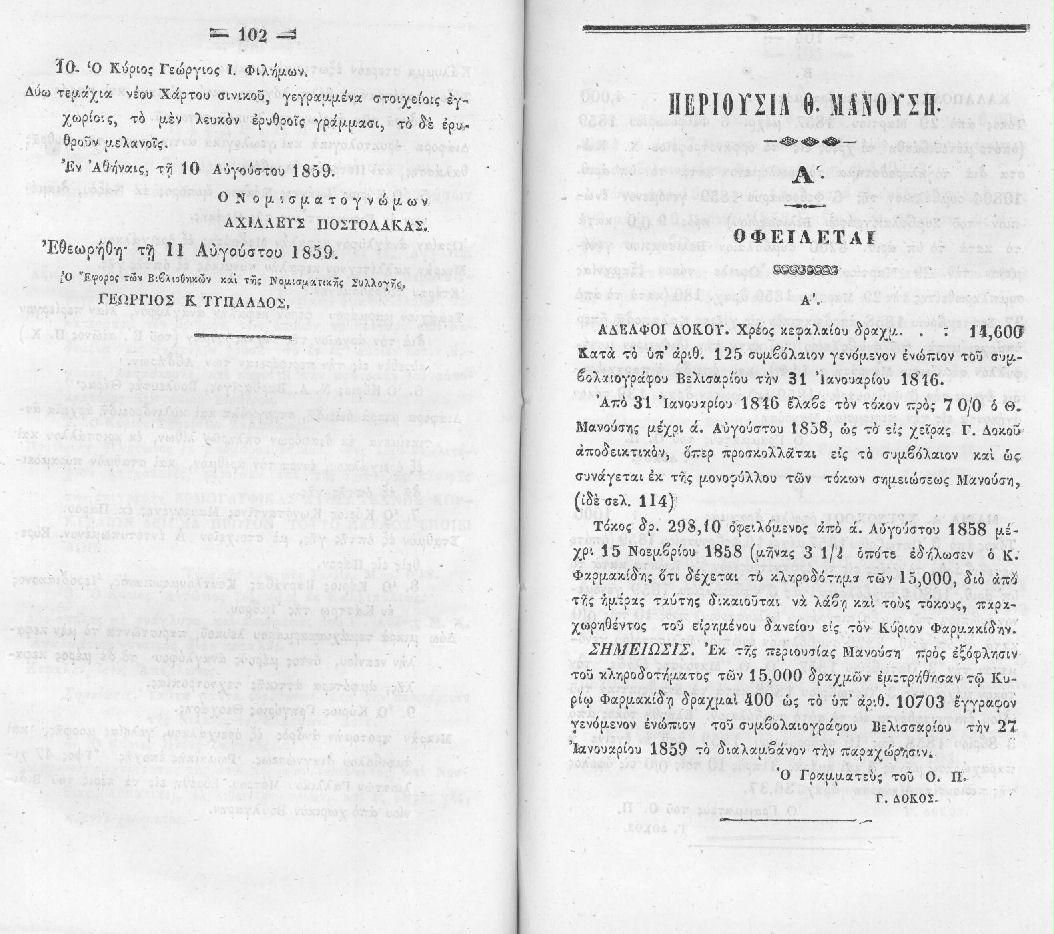 102
10. Ὁ Κύριος Γεώργιος Ι. Φιλήμων.
Δύω τεμάχια νέου Χάρτου σινικοῦ, γεγραμμένα στοιχείοις ἐγ-
χωρίοις, τὸ μὲν λευκὸν ἐρυθροῖς γράμμασι, τὸ δὲ ἐρυ-
θροῦν μελανοῖς.
Ἐν Ἀθήναις, τῇ 10 Αὐγούστου 1859.
Ο Νομισματογνώμων
ΑΧΙΛΛΕΥΣ ΠΟΣΤΟΛΑΚΑΣ.
Ἐθεωρήθη· τῇ 11 Αὐγούστου 1859.
Ὁ Ἔφορος τῶν Βιβλιοθηκῶν καὶ τῆς Νομισματικῆς Συλλογῆς,
ΓΕΩΡΓΙΟΣ Κ. ΤΥΠΑΛΔΟΣ,
ΠΕΡΙΟΥΣΙΑ Θ. ΜΑΝΟΥΣΗ.
Α΄.
ΟΦΕΙΛΕΤΑΙ
Α΄.
ΑΔΕΛΦΟΙ ΔΟΚΟΥ. Χρέος κεφαλαίου δραχμ. . : 14,600
Κατὰ τὸ ὑπ' ἀριθ. 125 συμβόλαιον γενόμενον ἐνώπιον τοῦ συμ-
βολαιογράφου Βελισαρίου τὴν 31 Ἰανουαρίου 1846.
Ἀπὸ 31 Ἰανουαρίου 1846 ἔλαβε τὸν τόκον πρὸς 7 0/0 ὁ Θ.
Μανούσης μέχρι ά. Αὐγούστου 1858, ὡς τὸ εἰς χεῖρας Γ. Δοκοῦ
ἀποδεικτικὸν, ὅπερ προσκολλᾶται εἰς τὸ συμβόλαιον καὶ ὡς
συνάγεται ἐκ τῆς μονοφύλλου τῶν τόκων σημειώσεως Μανούση,
(ἰδὲ σελ. 114)
Τόκος δρ. 298,10 ὀφειλόμενος ἀπὸ ά. Αὐγούστου 1858 μέ-
χρι 15 Νοεμβρίου 1858 (μῆνας 3 1/2 ὁπότε ἐδήλωσεν ὁ Κ.
Φαρμακίδης ὅτι δέχεται τὸ κληροδότημα τῶν 15,000, διὸ ἀπὸ
τῆς ἡμέρας ταύτης δικαιοῦται νὰ λάβῃ καὶ τοὺς τόκους, παρα-
χωρηθέντος τοῦ εἰρημένου δανείου εἰς τὸν Κύριον Φαρμακίδην.
ΣΗΜΕΙΩΣΙΣ. Ἐκ τῆς περιουσίας Μανούση πρὸς ἐξόφλησιν
τοῦ κληροδοτήματος τῶν 15,000 δραχμῶν ἐμετρήθησαν τῷ Κυ-
ρίῳ Φαρμακίδῃ δραχμαὶ 400 ὡς τὸ ὑπ' ἀριθ. 10703 ἔγγραφον
γενόμενον ἐνώπιον τοῦ συμβολαιογράφου Βελισσαρίου τὴν 27
Ἰανουαρίου 1859 τὸ διαλαμβάνον τὴν παραχώρησιν.
Ὁ Γραμματεὺς τοῦ Ο. Π.
Γ. ΔΟΚΟΣ.